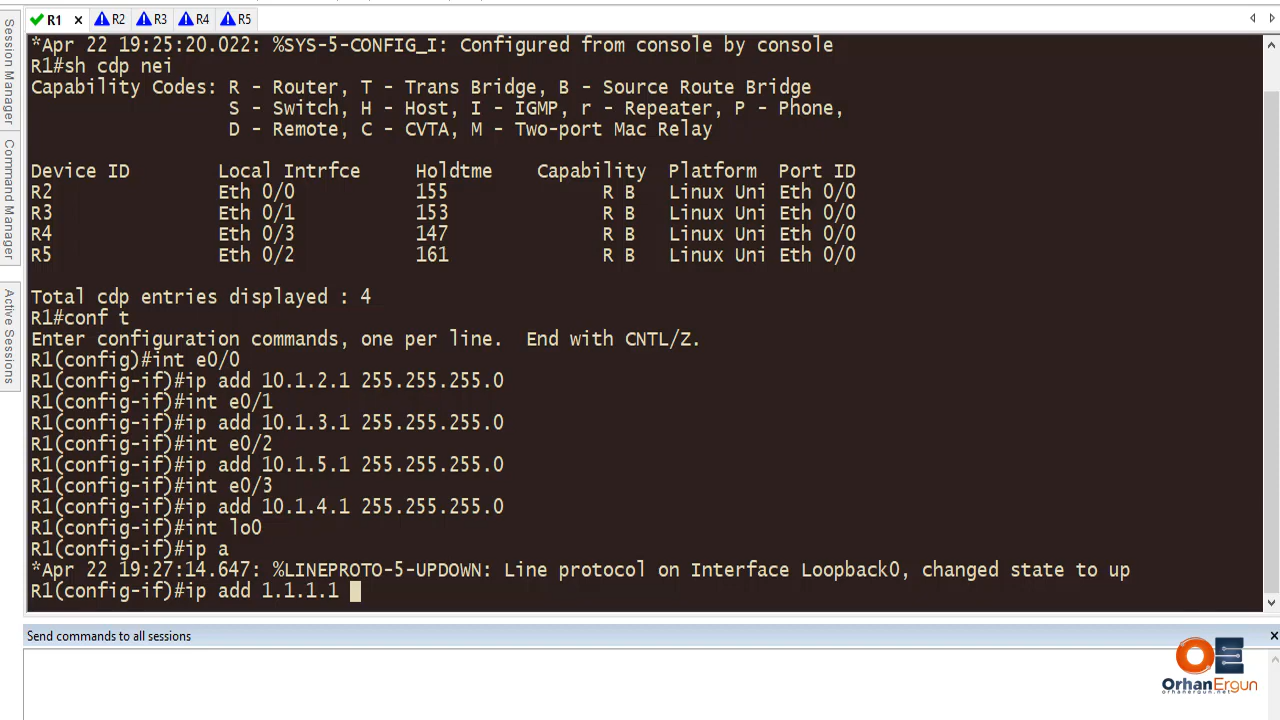 R1 x R2 R3 R4 R5
Session Manager
Command Manager
Active Sessions
*Apr 22 19:25:20.022: %SYS-5-CONFIG_I: Configured from console by console
R1#sh cdp nei
Capability Codes: R - Router, T - Trans Bridge, B - Source Route Bridge
S - Switch, H - Host, I - IGMP, r - Repeater, P - Phone,
D - Remote, C - CVTA, M - Two-port Mac Relay
Device ID Local Intrfce Holdtme Capability Platform Port ID
R2 Eth 0/0 155 R B Linux Uni Eth 0/0
R3 Eth 0/1 153 R B Linux Uni Eth 0/0
R4 Eth 0/3 147 R B Linux Uni Eth 0/0
R5 Eth 0/2 161 R B Linux Uni Eth 0/0
Total cdp entries displayed : 4
R1#conf t
Enter configuration commands, one per line. End with CNTL/Z.
R1(config)#int e0/0
R1(config-if)#ip add 10.1.2.1 255.255.255.0
R1(config-if)#int e0/1
R1(config-if)#ip add 10.1.3.1 255.255.255.0
R1(config-if)#int e0/2
R1(config-if)#ip add 10.1.5.1 255.255.255.0
R1(config-if)#int e0/3
R1(config-if)#ip add 10.1.4.1 255.255.255.0
R1(config-if)#int lo0
R1(config-if)#ip a
*Apr 22 19:27:14.647: %LINEPROTO-5-UPDOWN: Line protocol on Interface Loopback0, changed state to up
R1(config-if)#ip add 1.1.1.1
Send commands to all sessions x
OE
OrhanErgun
orhanergun.net